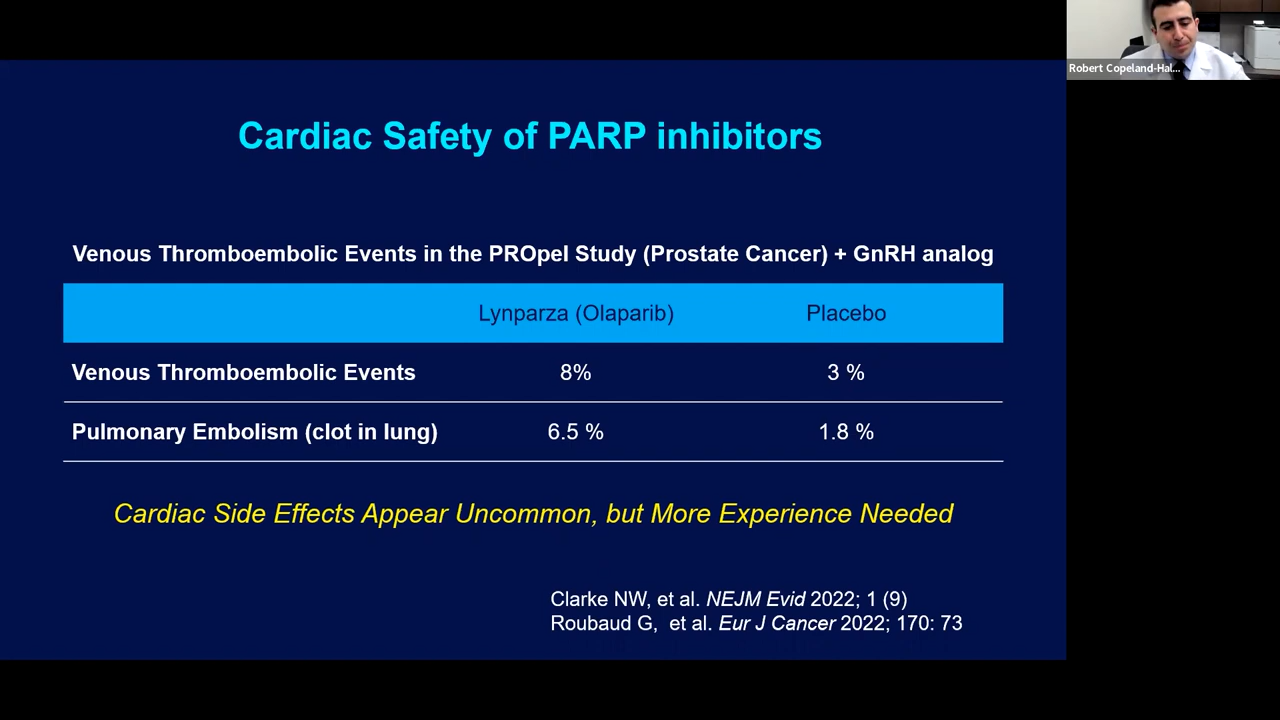 Robert Copeland-Hal...
Cardiac Safety of PARP inhibitors
Venous Thromboembolic Events in the PROpel Study (Prostate Cancer) + GnRH analog
Lynparza (Olaparib) Placebo
Venous Thromboembolic Events 8% 3 %
Pulmonary Embolism (clot in lung) 6.5 % 1.8 %
Cardiac Side Effects Appear Uncommon, but More Experience Needed
Clarke NW, et al. NEJM Evid 2022; 1 (9)
Roubaud G, et al. Eur J Cancer 2022; 170: 73